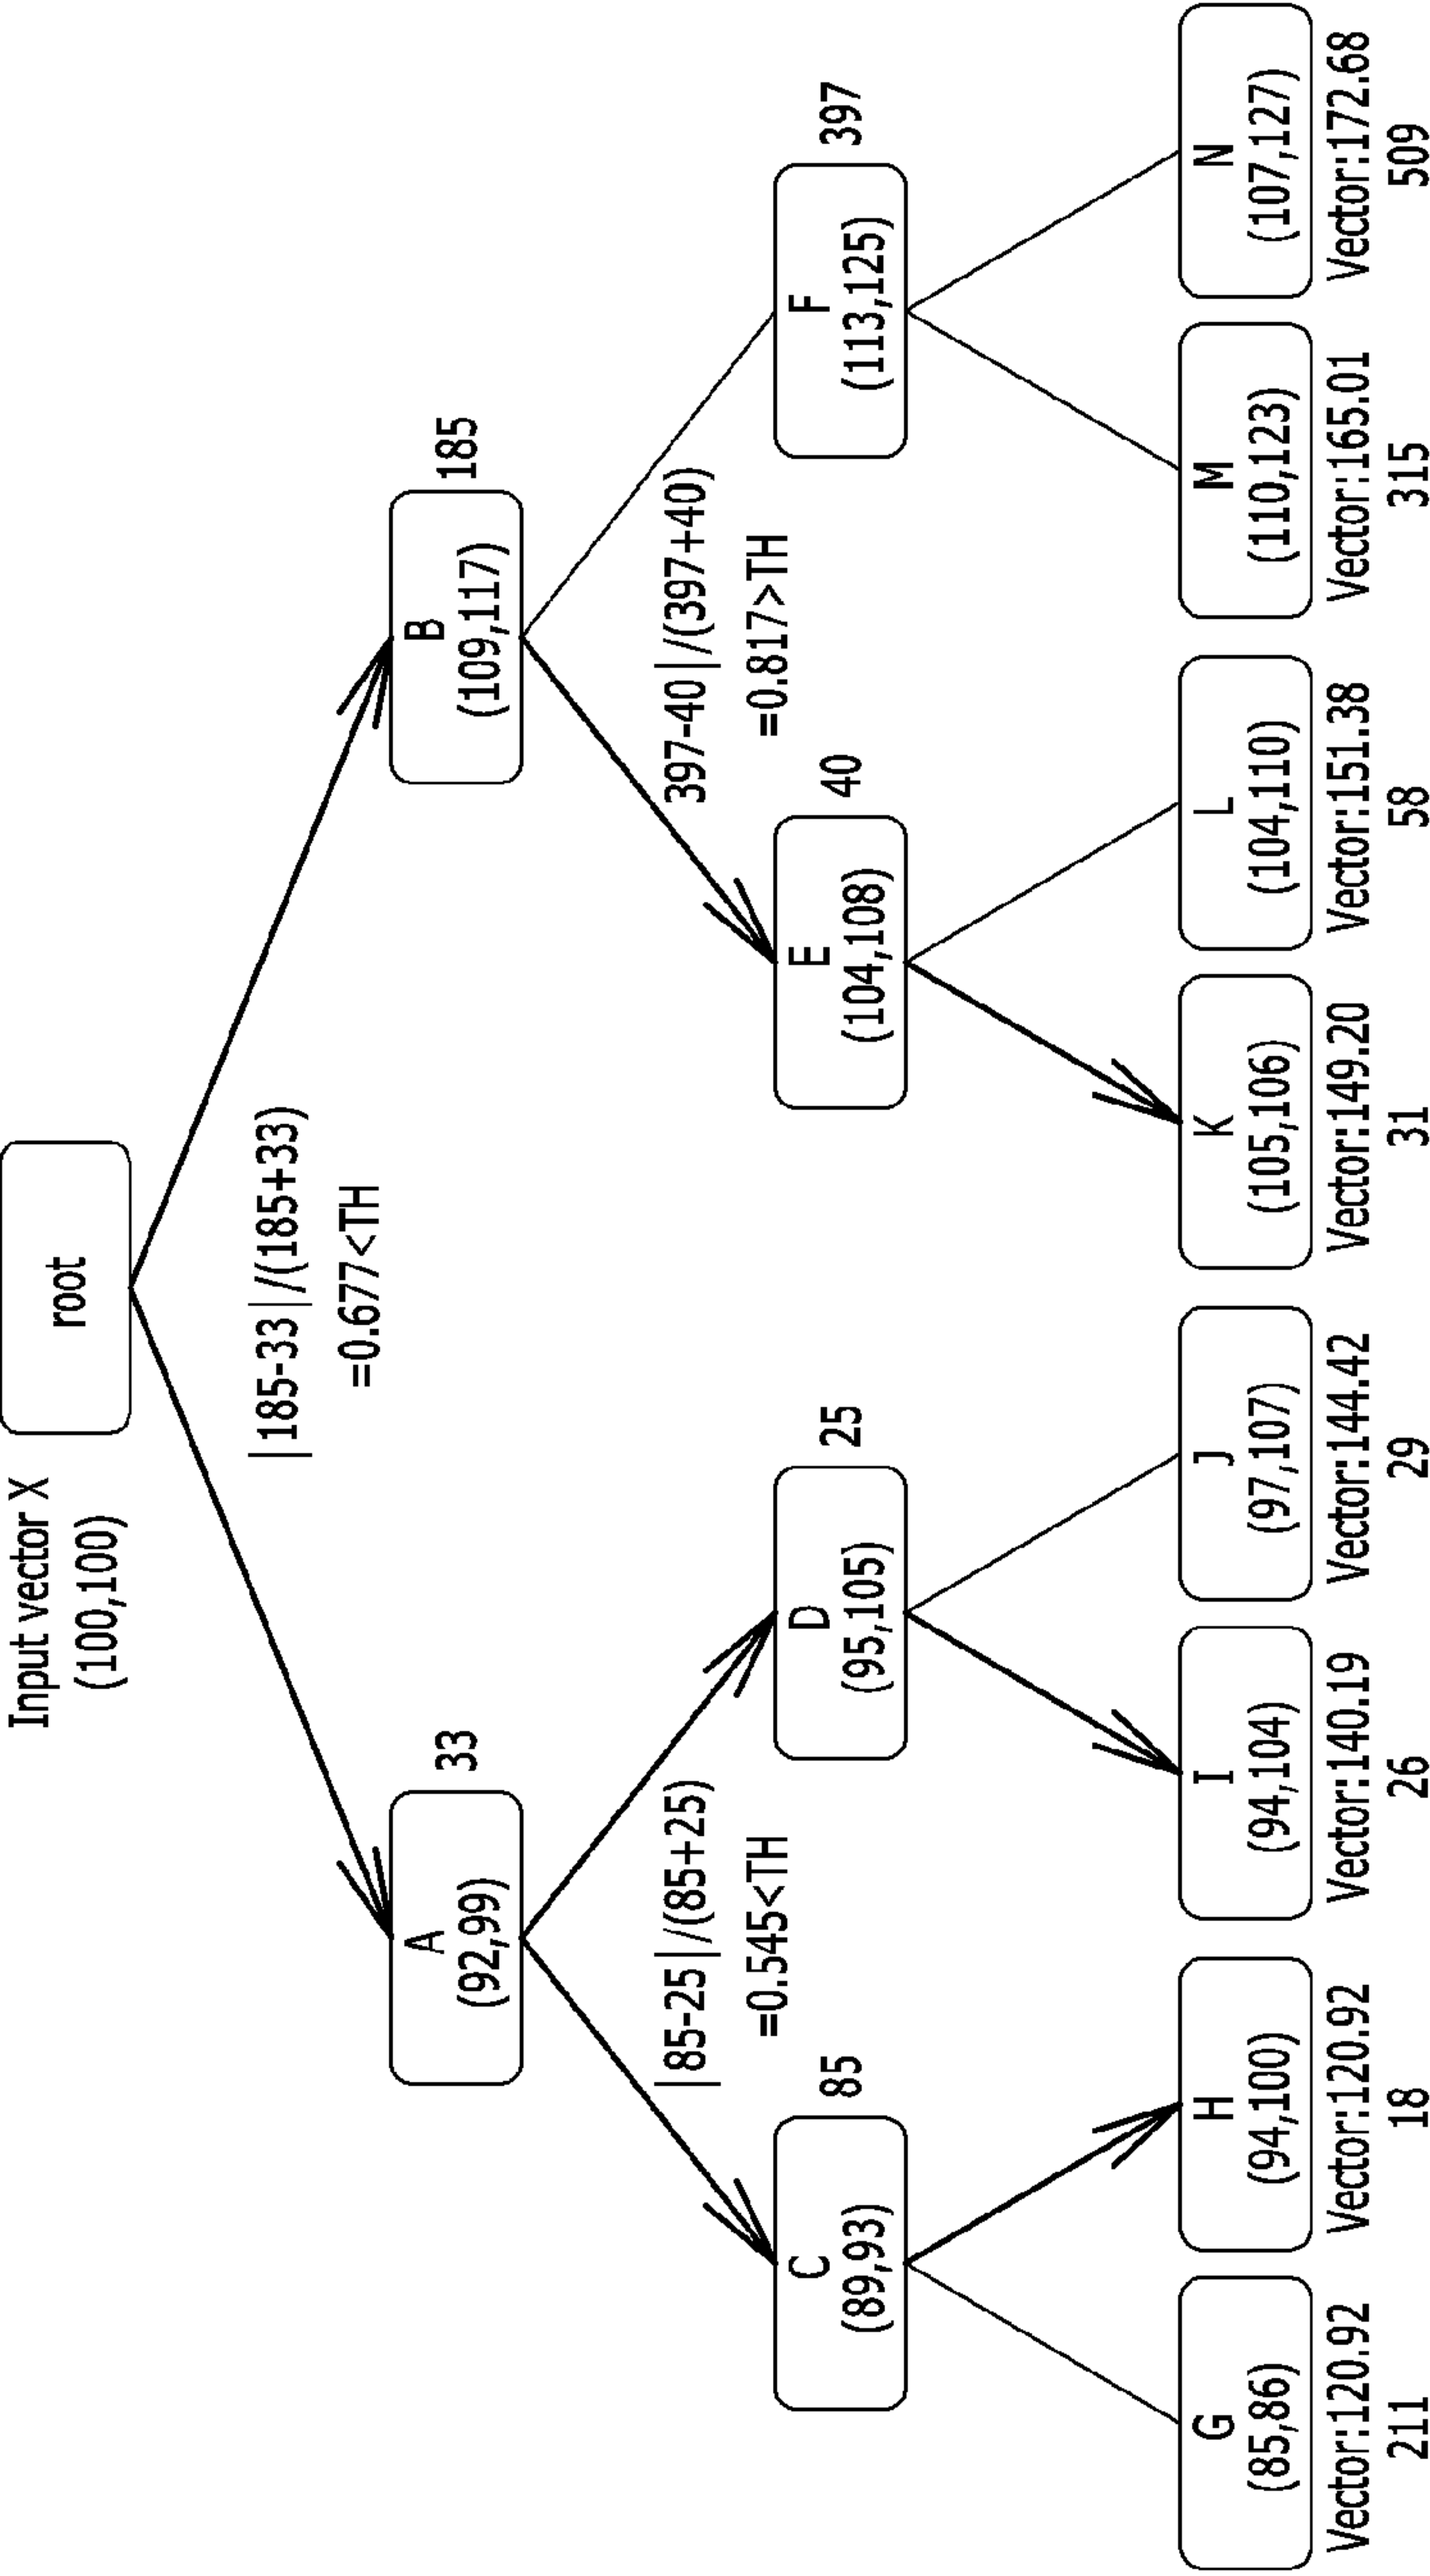 Input vector X
(100,100)
root
|185-33|/(185+33)
=0.677<TH
A
(92,99)
33
B
(109,117)
185
|85-25|/(85+25)
=0.545<TH
397-40|/(397+40)
=0.817>TH
C
(89,93)
85
D
(95,105)
25
E
(104,108)
40
F
(113,125)
397
G
(85,86)
Vector:120.92
211
H
(94,100)
Vector:120.92
18
I
(94,104)
Vector:140.19
26
J
(97,107)
Vector:144.42
29
K
(105,106)
Vector:149.20
31
L
(104,110)
Vector:151.38
58
M
(110,123)
Vector:165.01
315
N
(107,127)
Vector:172.68
509